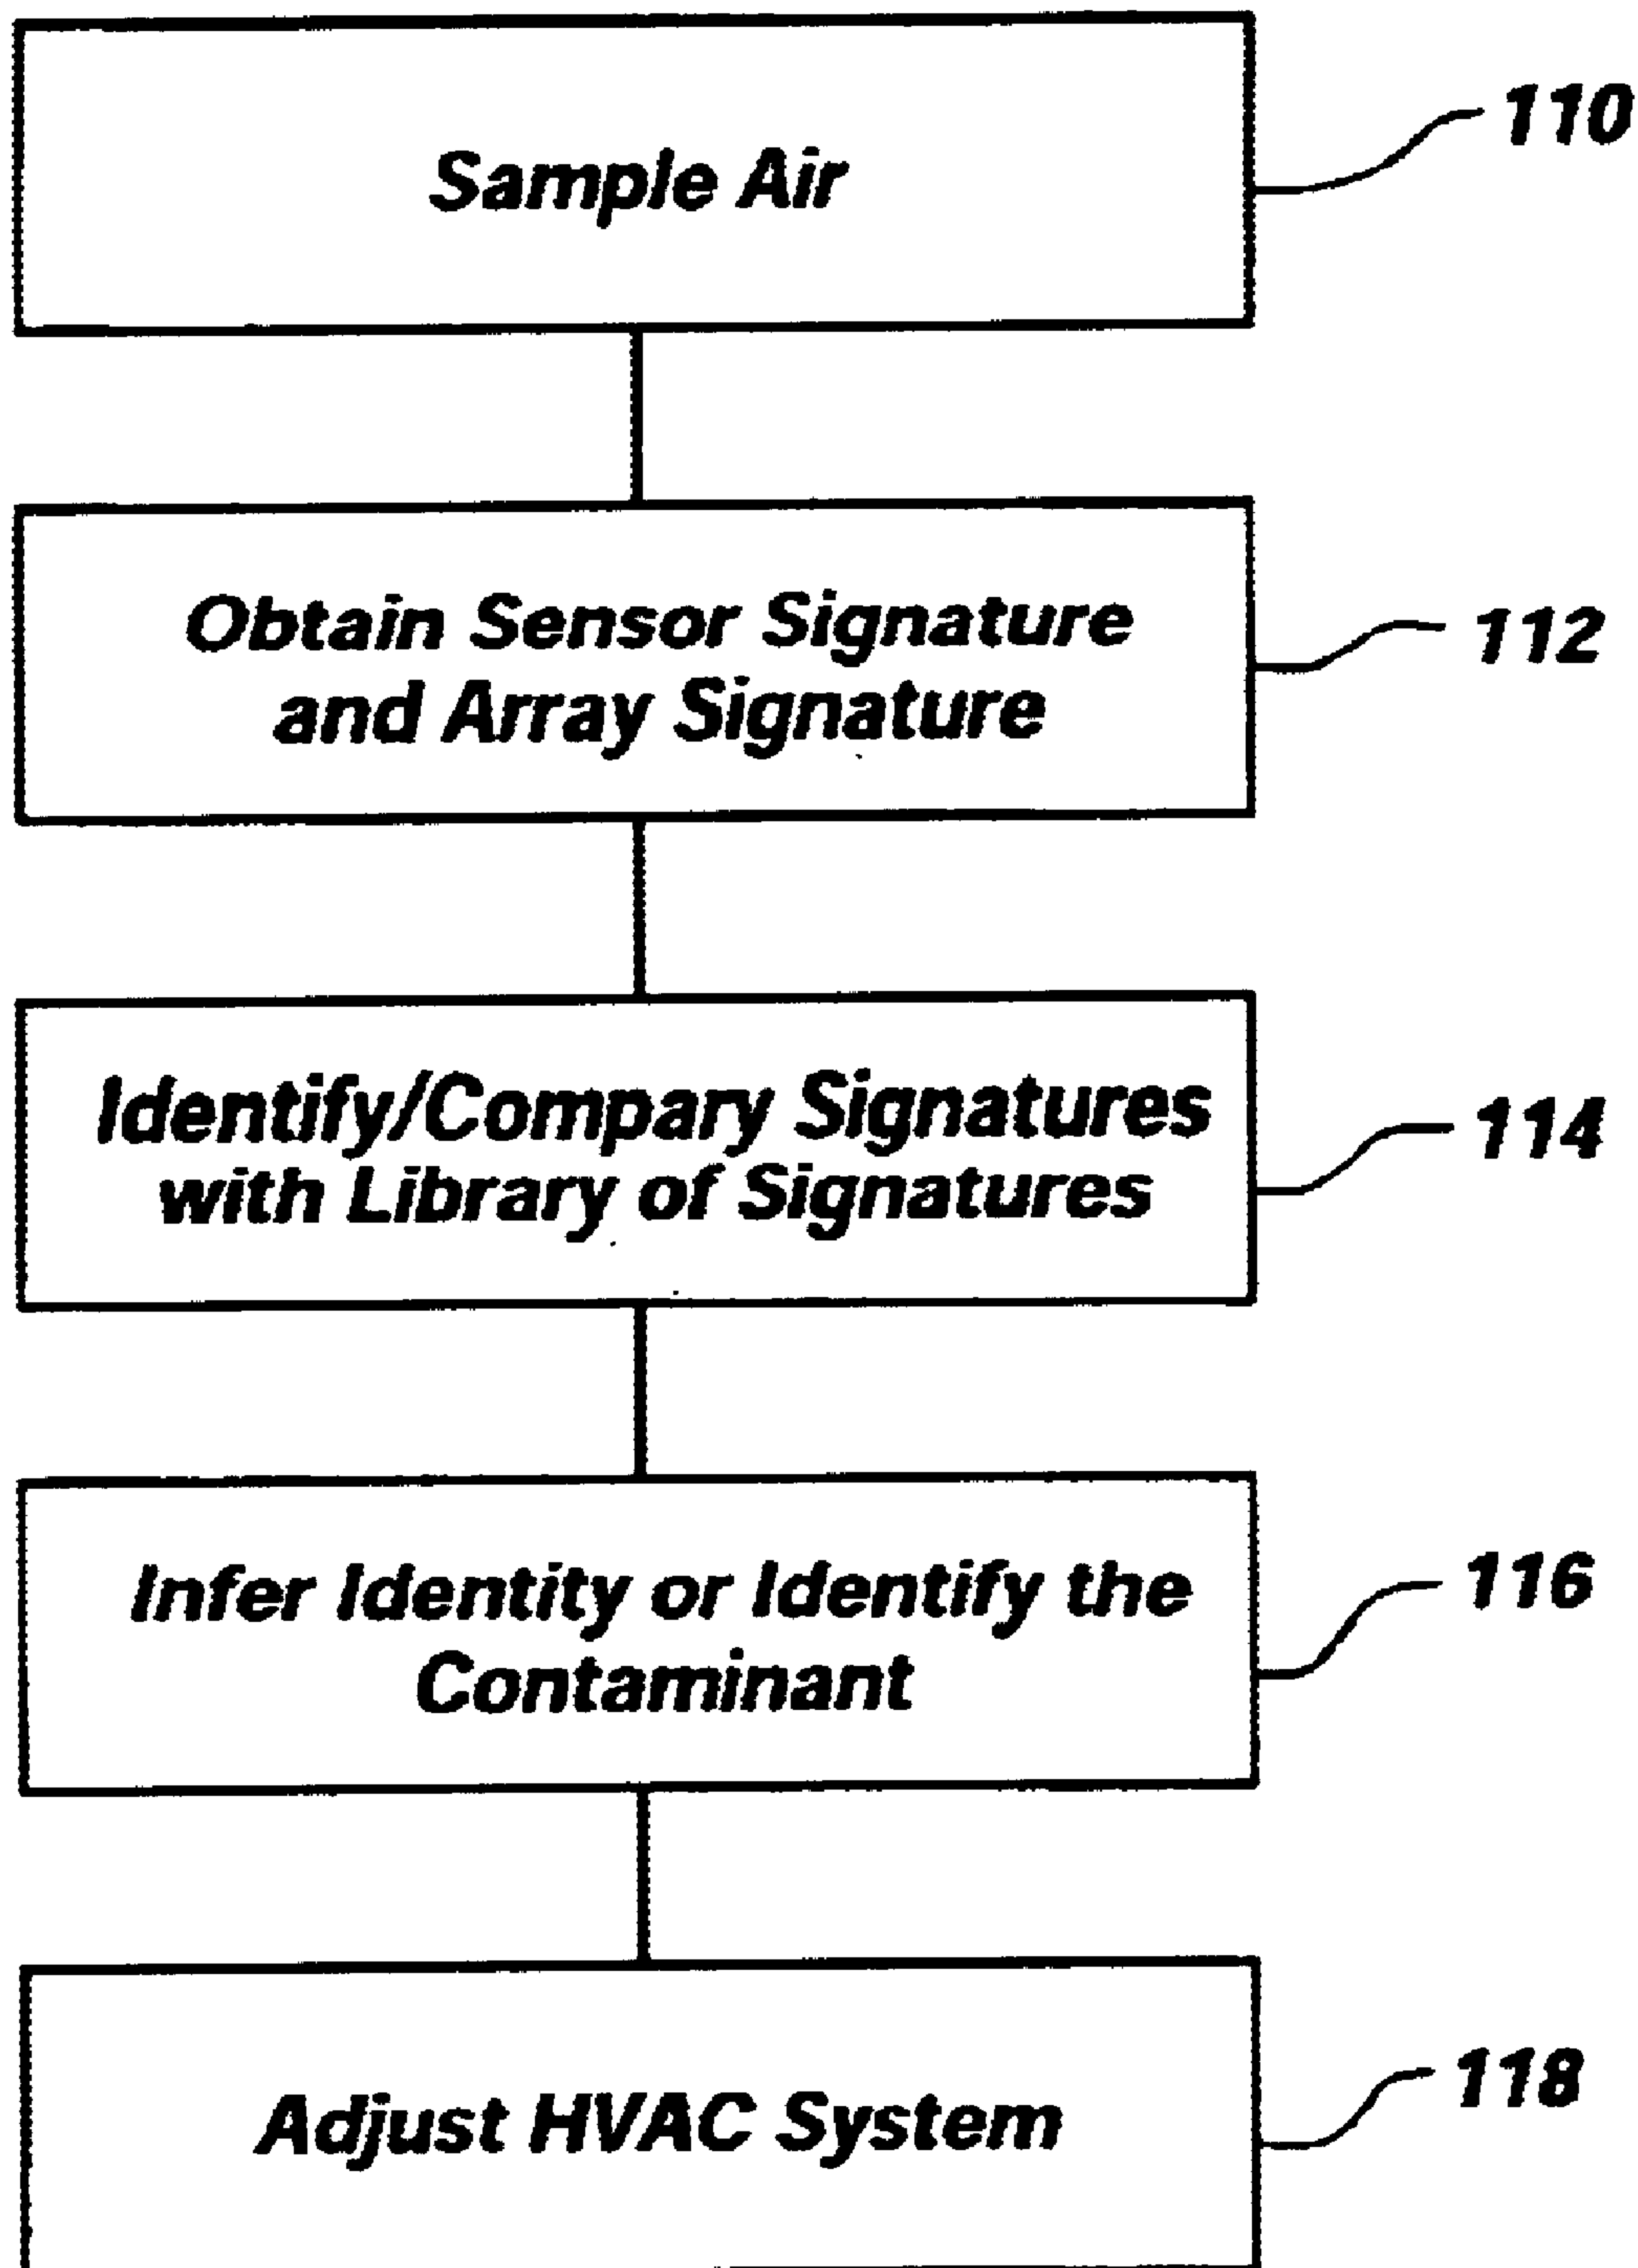 Sample Air
110
Obtain Sensor Signature
and Array Signature
112
Identify/Compary Signatures
with Library of Signatures
114
Infer Identity or Identify the
Contaminant
116
Adjust HVAC System
118